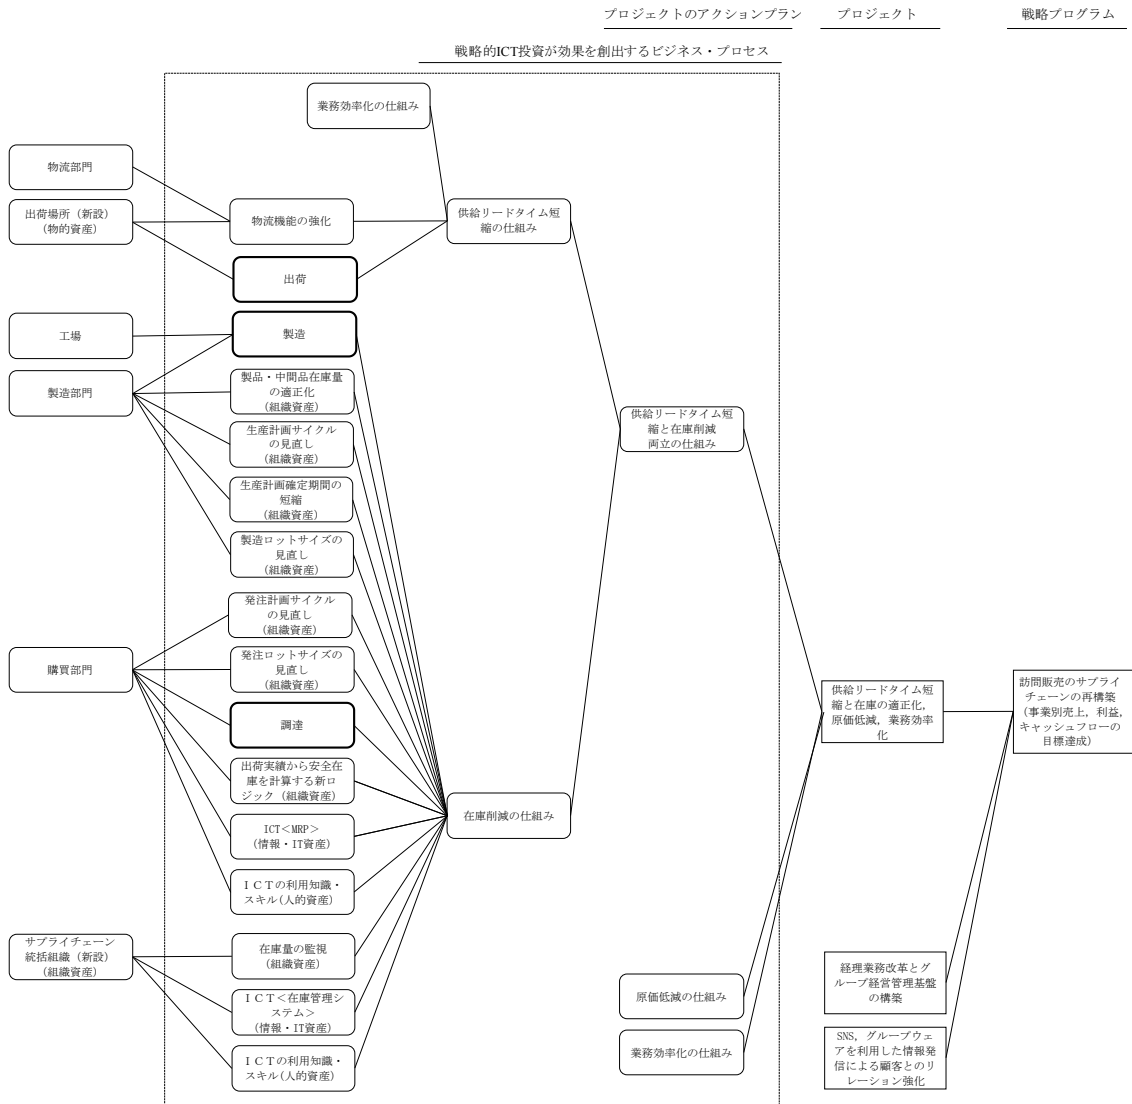 プロジェクトのアクションプラン
プロジェクト
戦略プログラム
戦略的ICT投資が効果を創出するビジネス・プロセス
業務効率化の仕組み
物流部門
出荷場所（新設）
（物的資産）
物流機能の強化
供給リードタイム短
縮の仕組み
出荷
工場
製造
製造部門
製品・中間品在庫量
の適正化
（組織資産）
生産計画サイクル
の見直し
（組織資産）
生産計画確定期間の
短縮
（組織資産）
製造ロットサイズの
見直し
（組織資産）
供給リードタイム短
縮と在庫削減
両立の仕組み
発注計画サイクル
の見直し
（組織資産）
購買部門
発注ロットサイズの
見直し
（組織資産）
調達
出荷実績から安全在
庫を計算する新ロ
ジック（組織資産）
ICT＜MRP＞
（情報・IT資産）
ＩＣＴの利用知識・
スキル(人的資産）
在庫削減の仕組み
供給リードタイム短
縮と在庫の適正化，
原価低減，業務効率
化
訪問販売のサプライ
チェーンの再構築
（事業別売上，利益，
キャッシュフローの
目標達成）
サプライチェーン
統括組織（新設）
（組織資産）
在庫量の監視
（組織資産）
ＩＣＴ＜在庫管理シ
ステム＞
（情報・IT資産）
ＩＣＴの利用知識・
スキル(人的資産）
原価低減の仕組み
業務効率化の仕組み
経理業務改革とグ
ループ経営管理基盤
の構築
SNS，グループウェ
アを利用した情報発
信による顧客とのリ
レーション強化